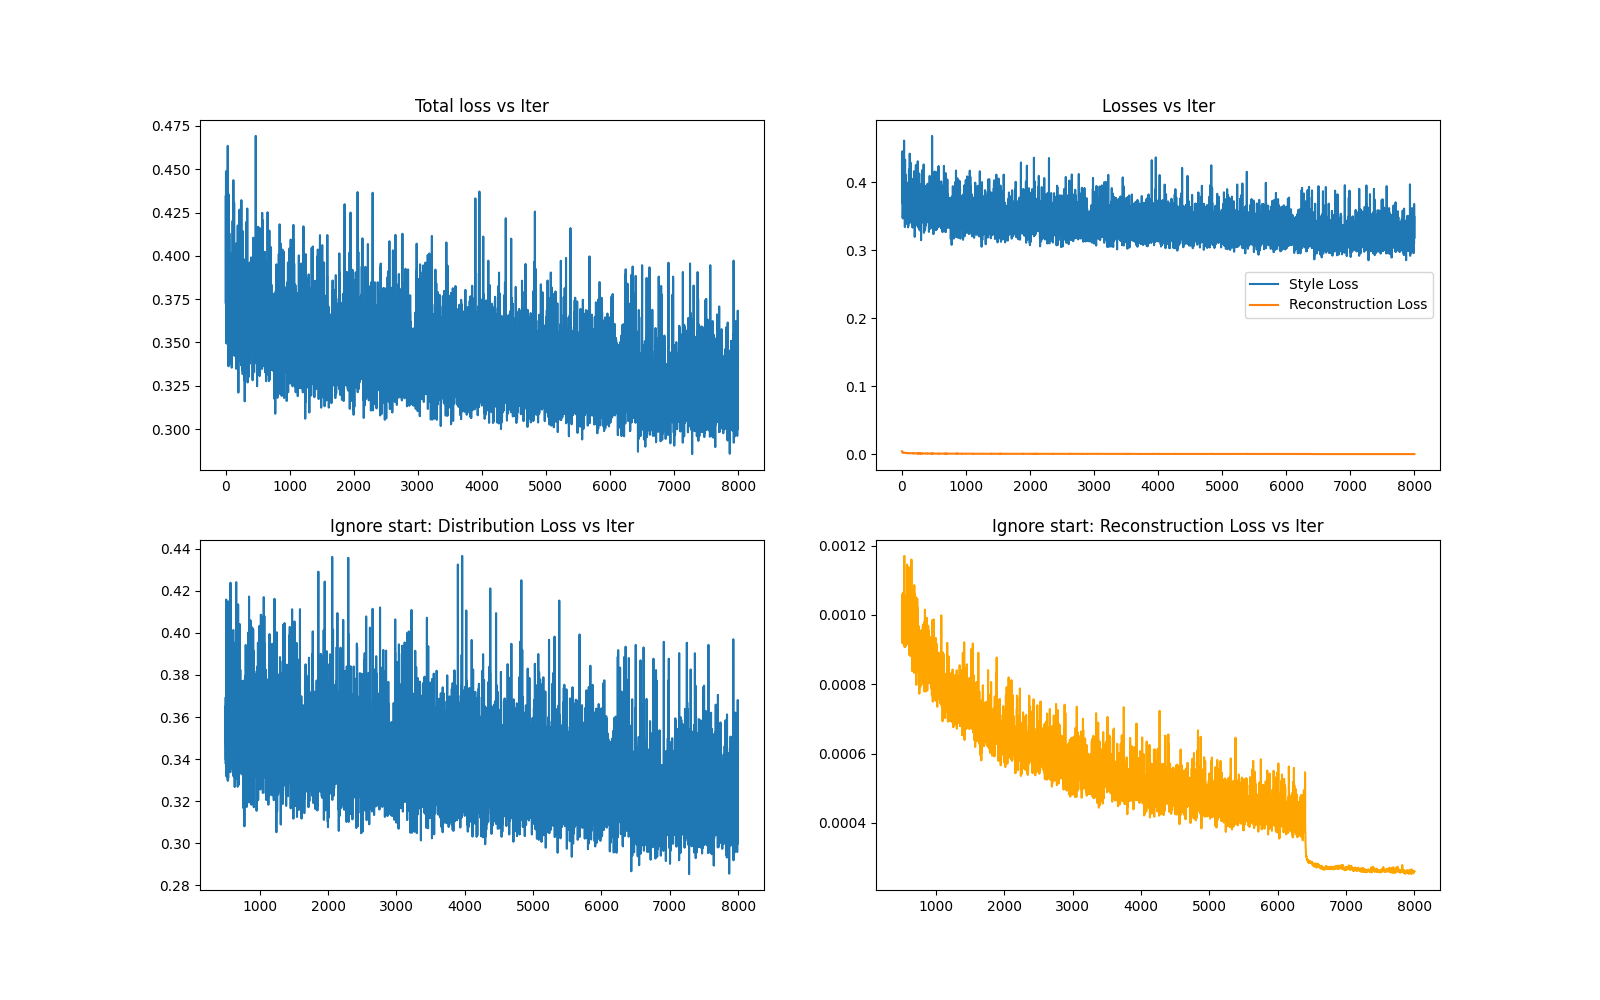 Total loss vs Iter
0.475
0.450
0.425
0.400
0.375
0.350
0.325
0.300
0 1000 2000 3000 4000 5000 6000 7000 8000
Losses vs Iter
0.4
0.3
0.2
0.1
0.0
Style Loss
Reconstruction Loss
0 1000 2000 3000 4000 5000 6000 7000 8000
Ignore start: Distribution Loss vs Iter
0.44
0.42
0.40
0.38
0.36
0.34
0.32
0.30
0.28
1000 2000 3000 4000 5000 6000 7000 8000
Ignore start: Reconstruction Loss vs Iter
0.0012
0.0010
0.0008
0.0006
0.0004
1000 2000 3000 4000 5000 6000 7000 8000